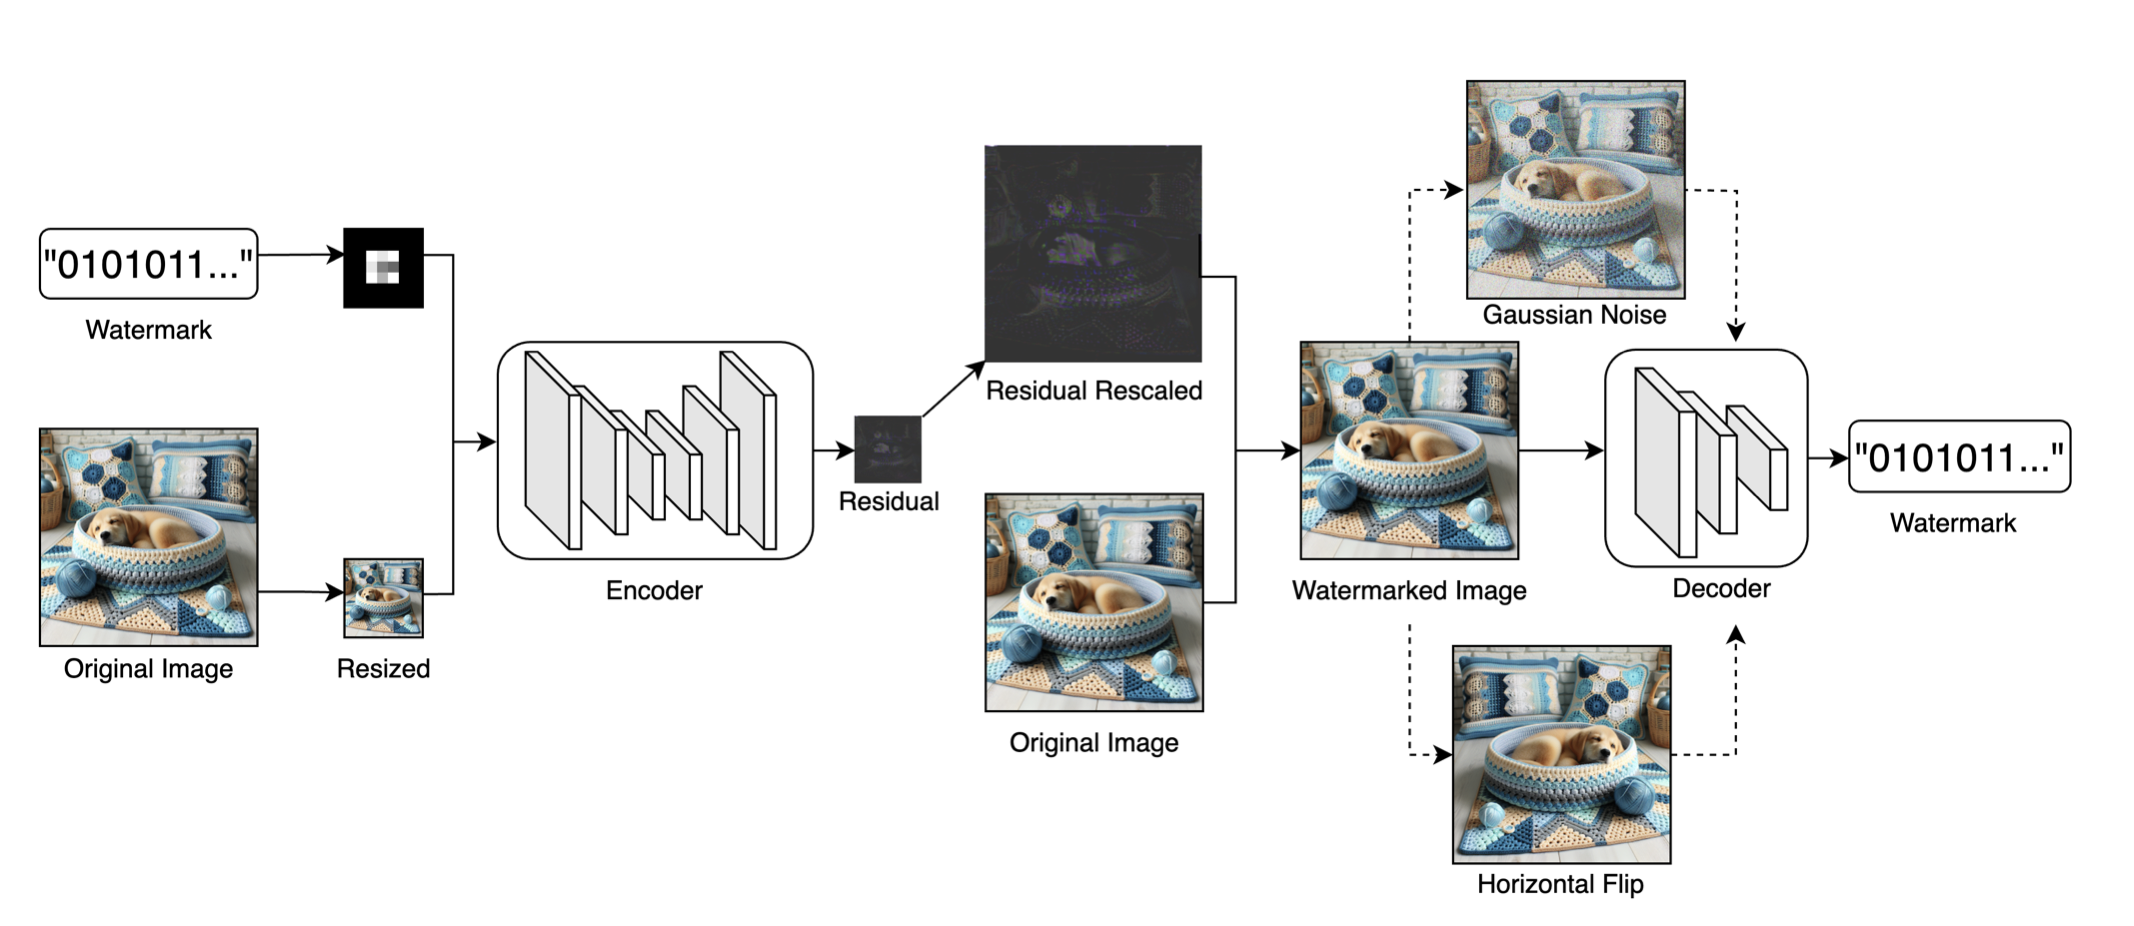 "0101011..."
Watermark
Original Image
Resized
Encoder
Residual
Residual Rescaled
Original Image
Watermarked Image
Gaussian Noise
Horizontal Flip
Decoder
"0101011..."
Watermark